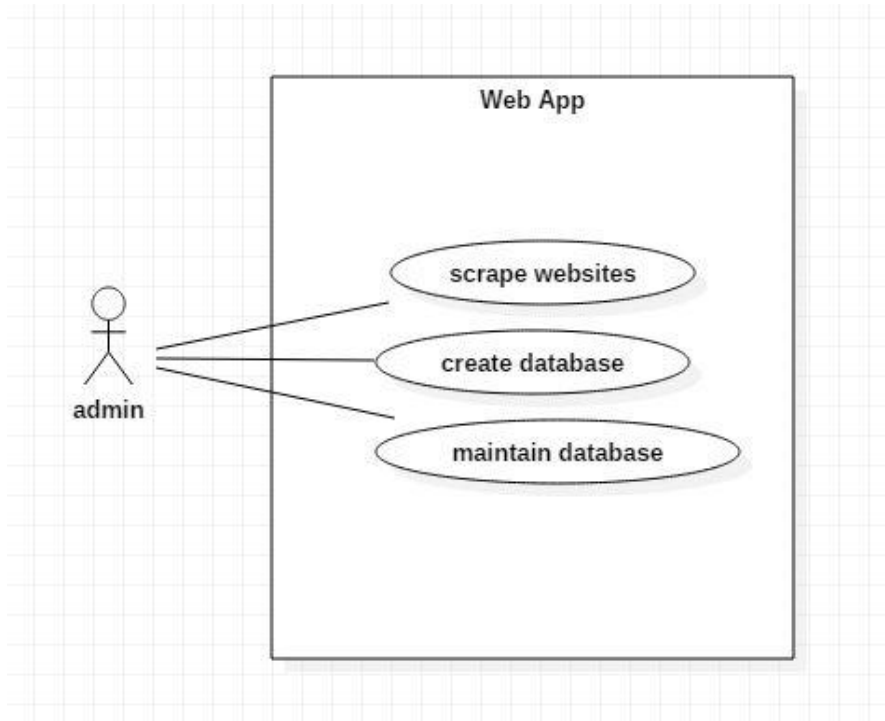 Web App
scrape websites
create database
maintain database
admin